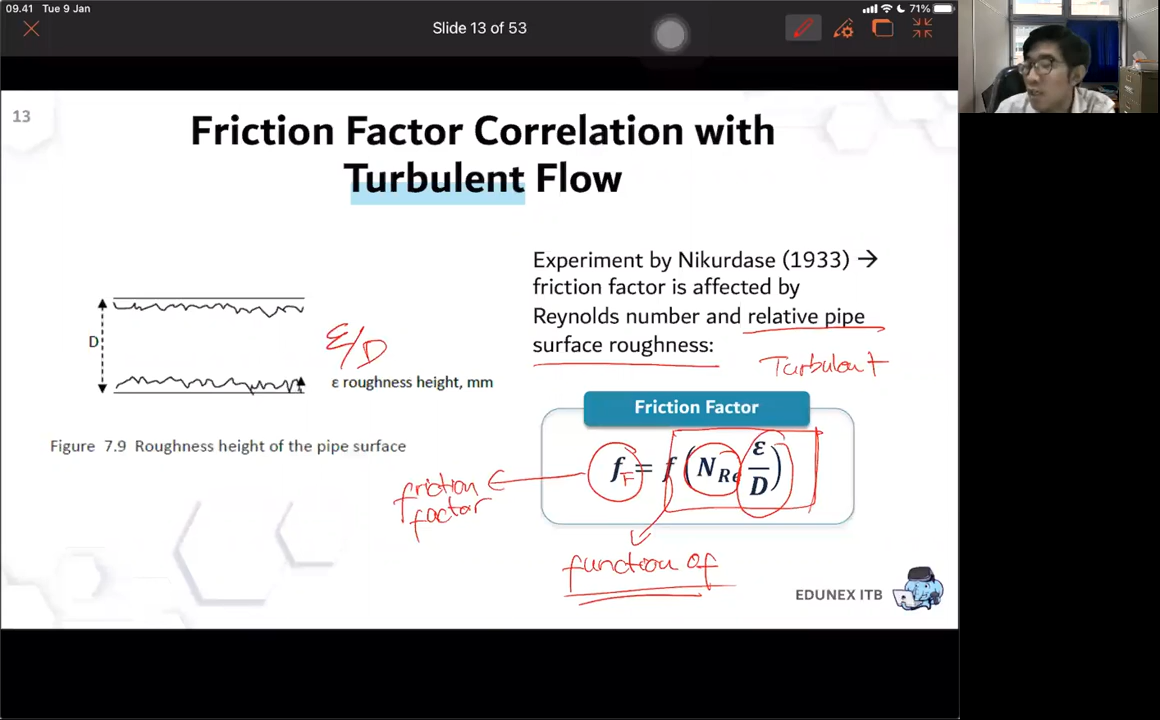 09.41 Tue 9 Jan
71%
Slide 13 of 53
13
Friction Factor Correlation with
Turbulent Flow
Experiment by Nikurdase (1933) →
friction factor is affected by
Reynolds number and relative pipe
surface roughness:
Turbulent
D
ε/D
ε roughness height, mm
Figure 7.9 Roughness height of the pipe surface
Friction Factor
f_F = f (N_Re ε/D)
friction
factor
function of
EDUNEX ITB